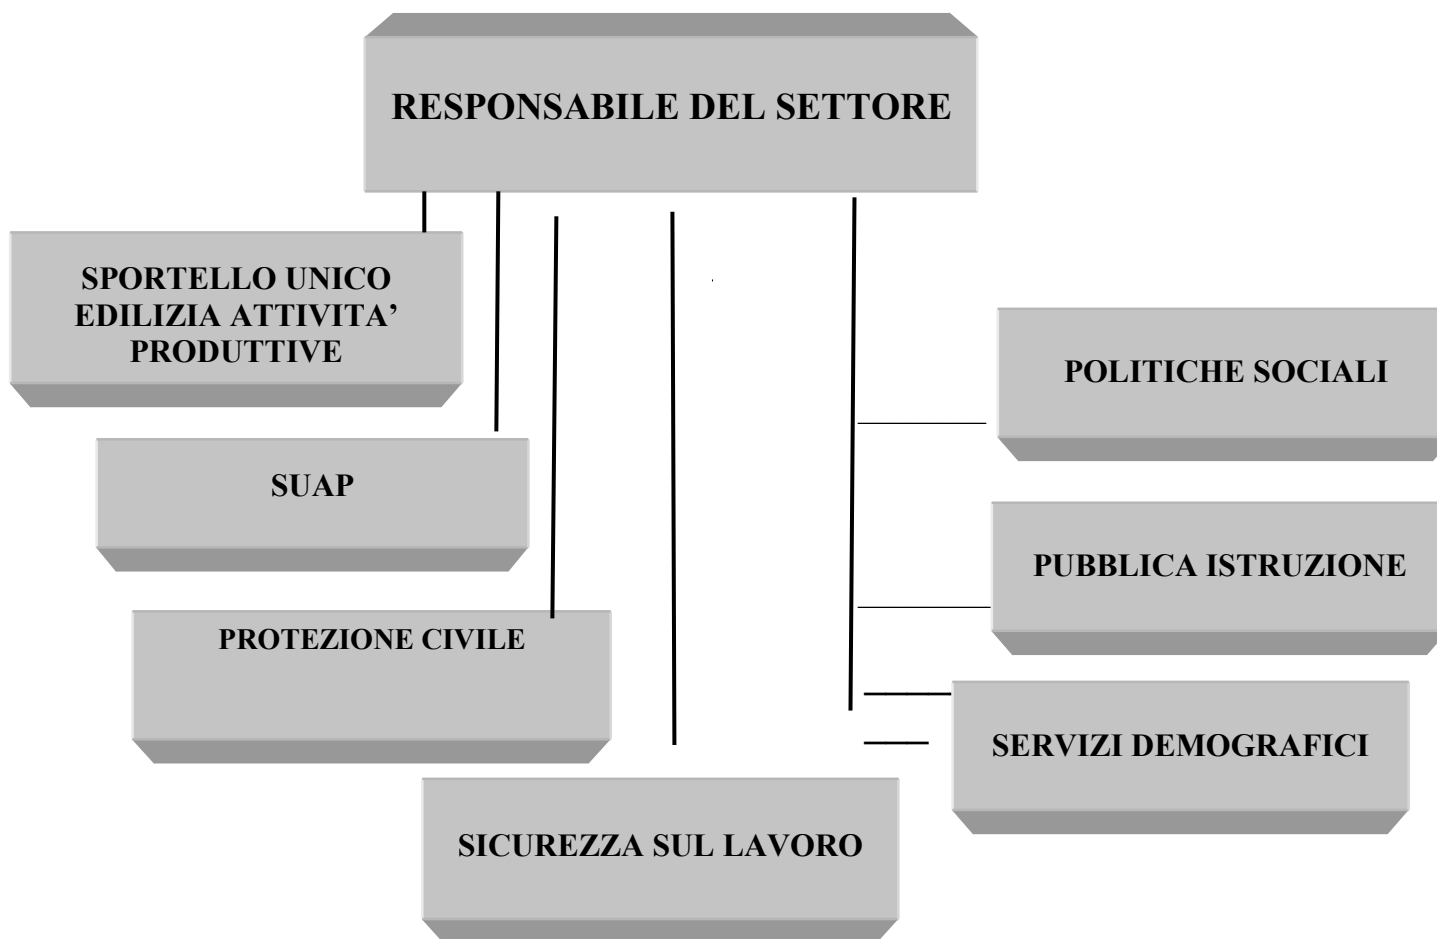 RESPONSABILE DEL SETTORE
SPORTELLO UNICO
EDILIZIA ATTIVITA’
PRODUTTIVE
POLITICHE SOCIALI
SUAP
PUBBLICA ISTRUZIONE
PROTEZIONE CIVILE
SERVIZI DEMOGRAFICI
SICUREZZA SUL LAVORO